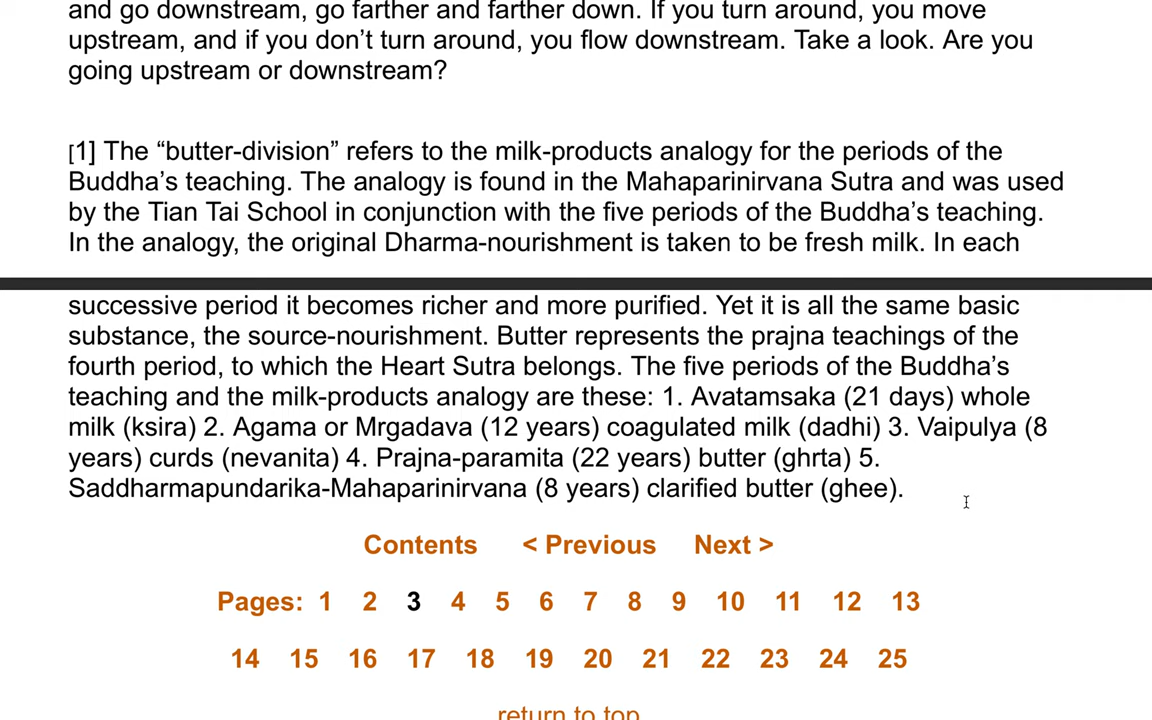 and go downstream, go farther and farther down. If you turn around, you move
upstream, and if you don’t turn around, you flow downstream. Take a look. Are you
going upstream or downstream?
[1] The “butter-division” refers to the milk-products analogy for the periods of the
Buddha’s teaching. The analogy is found in the Mahaparinirvana Sutra and was used
by the Tian Tai School in conjunction with the five periods of the Buddha’s teaching.
In the analogy, the original Dharma-nourishment is taken to be fresh milk. In each
successive period it becomes richer and more purified. Yet it is all the same basic
substance, the source-nourishment. Butter represents the prajna teachings of the
fourth period, to which the Heart Sutra belongs. The five periods of the Buddha’s
teaching and the milk-products analogy are these: 1. Avatamsaka (21 days) whole
milk (ksira) 2. Agama or Mrgadava (12 years) coagulated milk (dadhi) 3. Vaipulya (8
years) curds (nevanita) 4. Prajna-paramita (22 years) butter (ghrta) 5.
Saddharmapundarika-Mahaparinirvana (8 years) clarified butter (ghee).
Contents < Previous Next >
Pages: 1 2 3 4 5 6 7 8 9 10 11 12 13
14 15 16 17 18 19 20 21 22 23 24 25
return to top